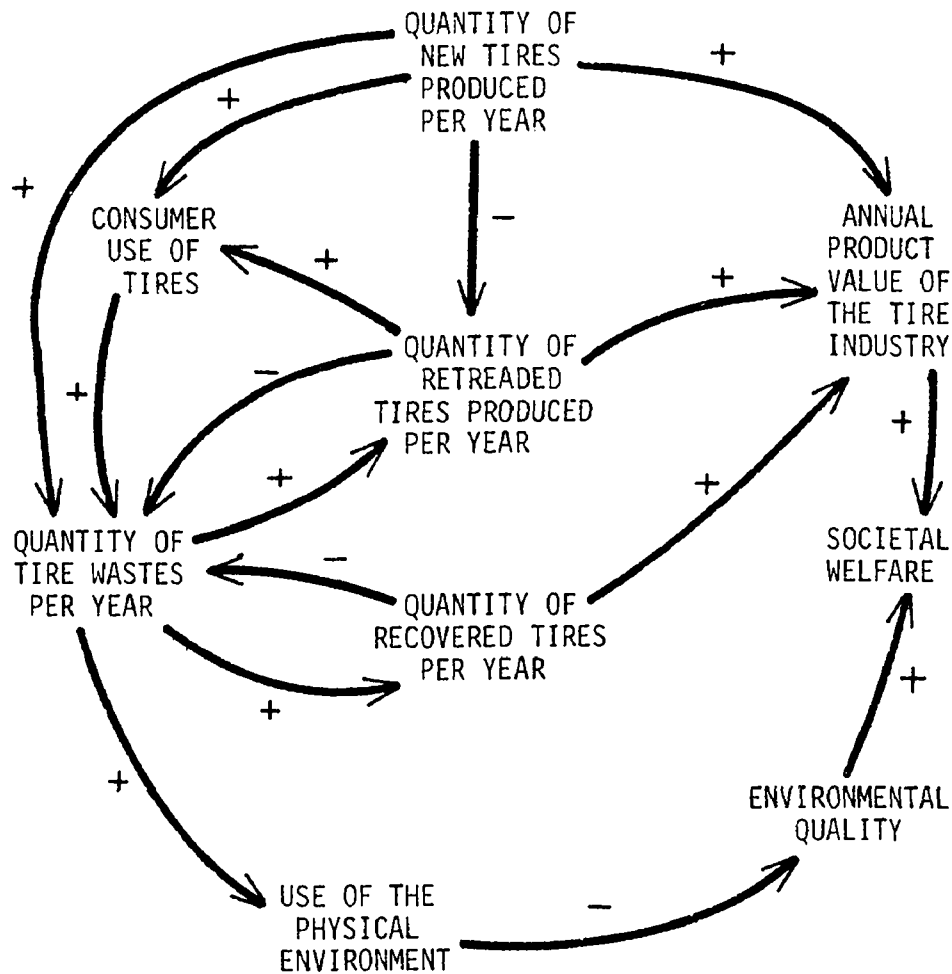 QUANTITY OF
NEW TIRES
PRODUCED
PER YEAR
+
+
+
CONSUMER
USE OF
TIRES
−
ANNUAL
PRODUCT
VALUE OF
THE TIRE
INDUSTRY
+
+
QUANTITY OF
RETREADED
TIRES PRODUCED
PER YEAR
−
+
+
+
+
QUANTITY OF
TIRE WASTES
PER YEAR
−
SOCIETAL
WELFARE
QUANTITY OF
RECOVERED TIRES
PER YEAR
+
+
+
ENVIRONMENTAL
QUALITY
USE OF THE
PHYSICAL
ENVIRONMENT
−